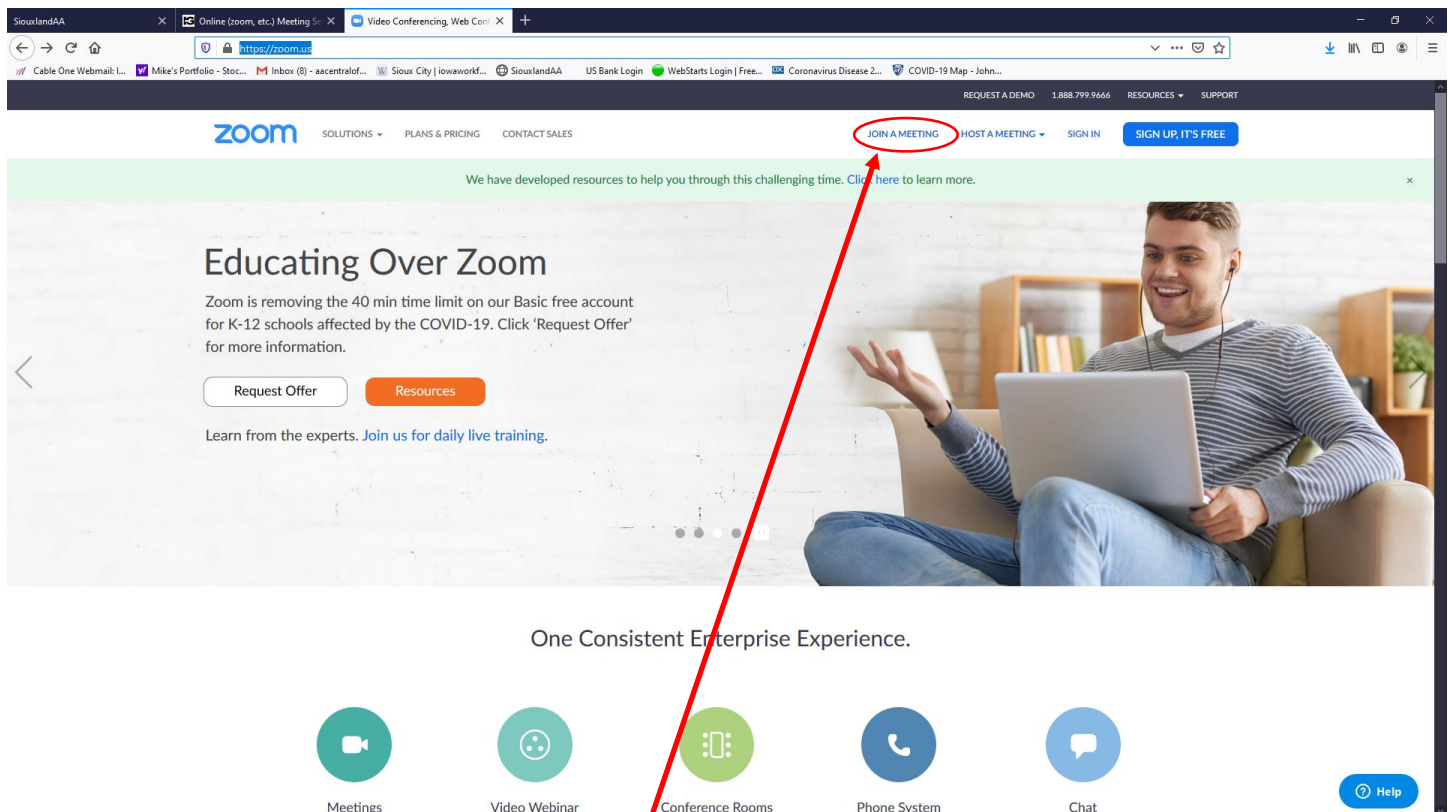 SiouxlandAA
Online (zoom, etc.) Meeting Sc
Video Conferencing, Web Conf
https://zoom.us
Cable One Webmail: I... Mike's Portfolio - Stoc... Inbox (8) - aacentralof... Sioux City | iowaworkf... SiouxlandAA US Bank Login WebStarts Login | Free... Coronavirus Disease 2... COVID-19 Map - John...
REQUEST A DEMO 1.888.799.9666 RESOURCES SUPPORT
zoom SOLUTIONS PLANS & PRICING CONTACT SALES JOIN A MEETING HOST A MEETING SIGN IN SIGN UP, IT'S FREE
We have developed resources to help you through this challenging time. Click here to learn more.
Educating Over Zoom
Zoom is removing the 40 min time limit on our Basic free account
for K-12 schools affected by the COVID-19. Click ‘Request Offer’
for more information.
Request Offer Resources
Learn from the experts. Join us for daily live training.
One Consistent Enterprise Experience.
Meetings Video Webinar Conference Rooms Phone System Chat
Help